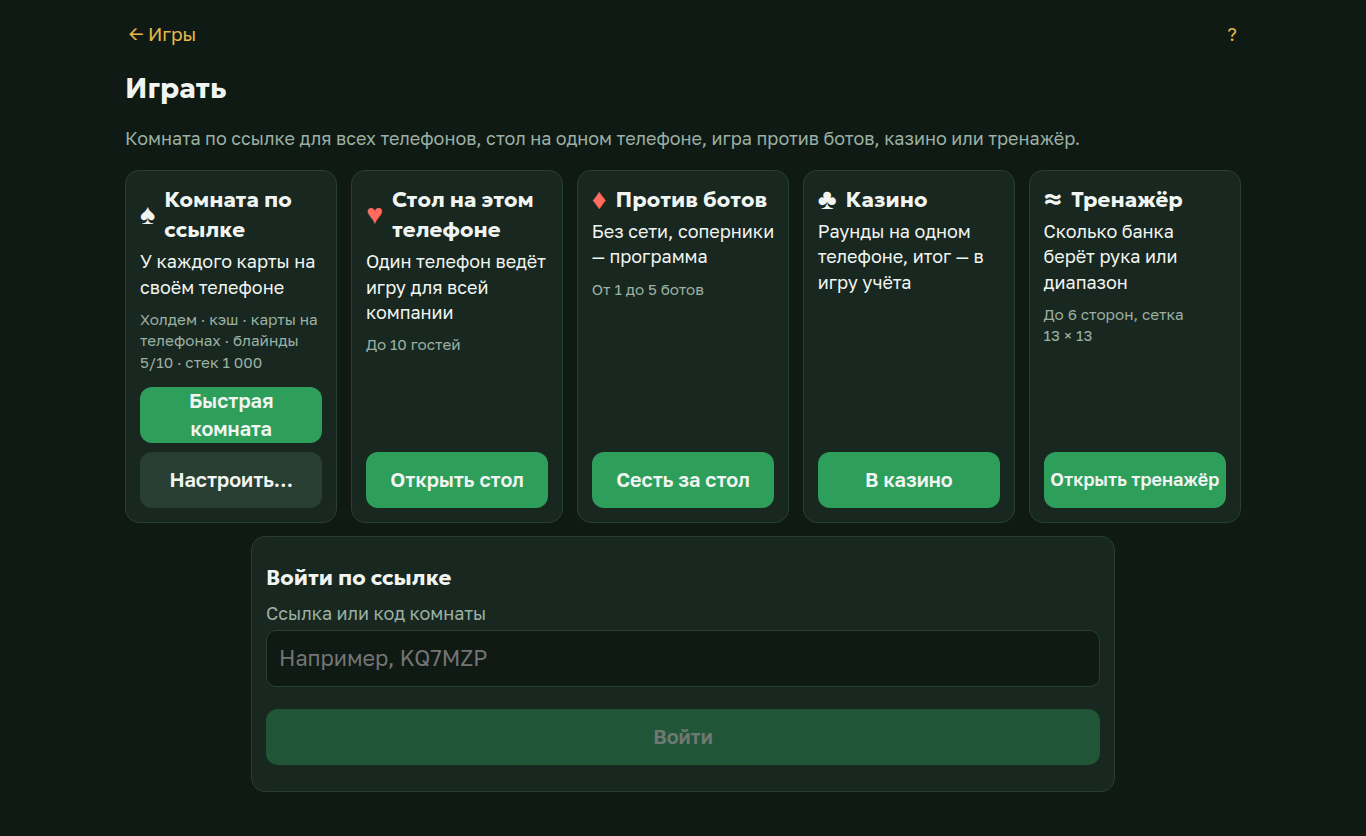 ← Игры
?
Играть
Комната по ссылке для всех телефонов, стол на одном телефоне, игра против ботов, казино или тренажёр.
♠ Комната по
ссылке
У каждого карты на
своём телефоне
Холдем · кэш · карты на
телефонах · блайнды
5/10 · стек 1 000
Быстрая
комната
Настроить...
♥ Стол на этом
телефоне
Один телефон ведёт
игру для всей
компании
До 10 гостей
Открыть стол
♦ Против ботов
Без сети, соперники
— программа
От 1 до 5 ботов
Сесть за стол
♣ Казино
Раунды на одном
телефоне, итог — в
игру учёта
В казино
≈ Тренажёр
Сколько банка
берёт рука или
диапазон
До 6 сторон, сетка
13 × 13
Открыть тренажёр
Войти по ссылке
Ссылка или код комнаты
Например, KQ7MZP
Войти